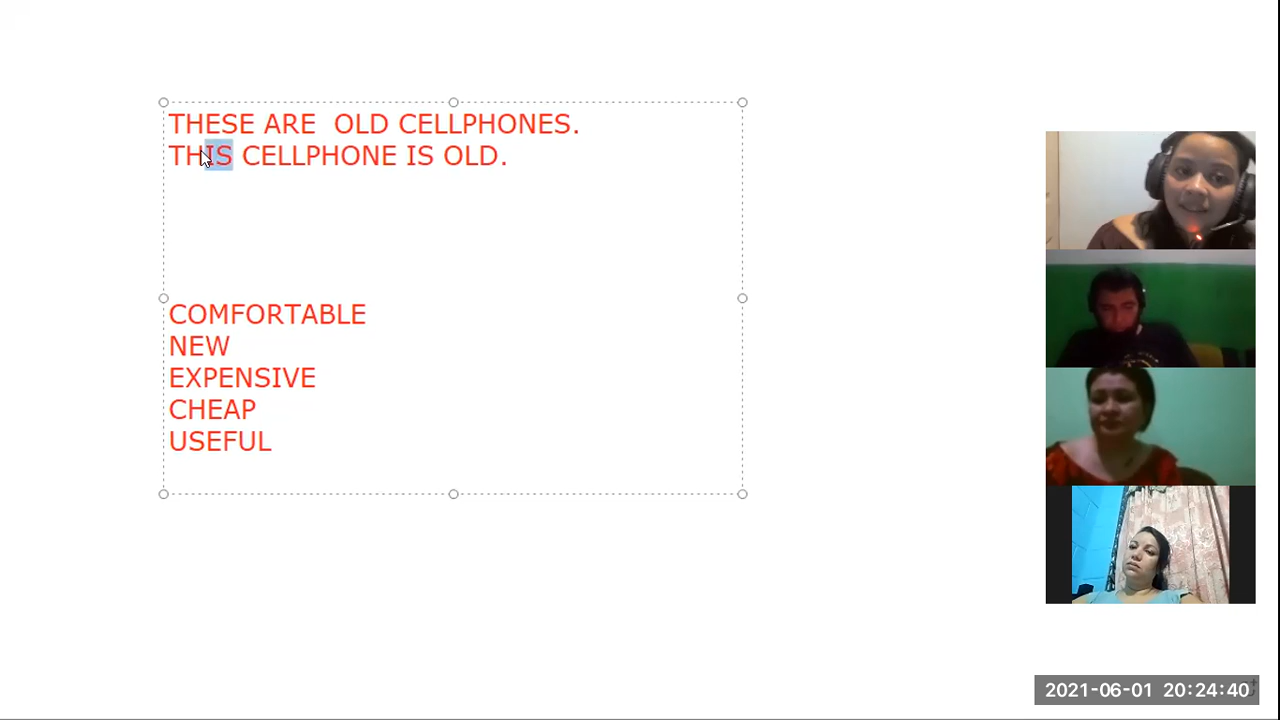 THESE ARE  OLD CELLPHONES.
THIS CELLPHONE IS OLD.
COMFORTABLE
NEW
EXPENSIVE
CHEAP
USEFUL
2021-06-01 20:24:40